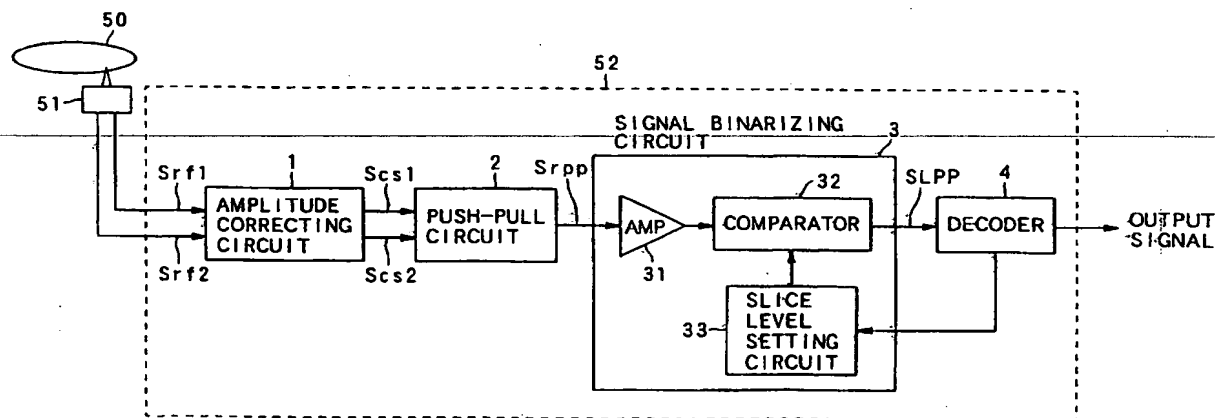 50
52
51
SIGNAL BINARIZING
CIRCUIT
3
Srf1
1
Scs1
2
Srpp
32
SLPP
4
AMPLITUDE
CORRECTING
CIRCUIT
PUSH-PULL
CIRCUIT
AMP
COMPARATOR
DECODER
OUTPUT
SIGNAL
Srf2
Scs2
31
33
SLICE
LEVEL
SETTING
CIRCUIT